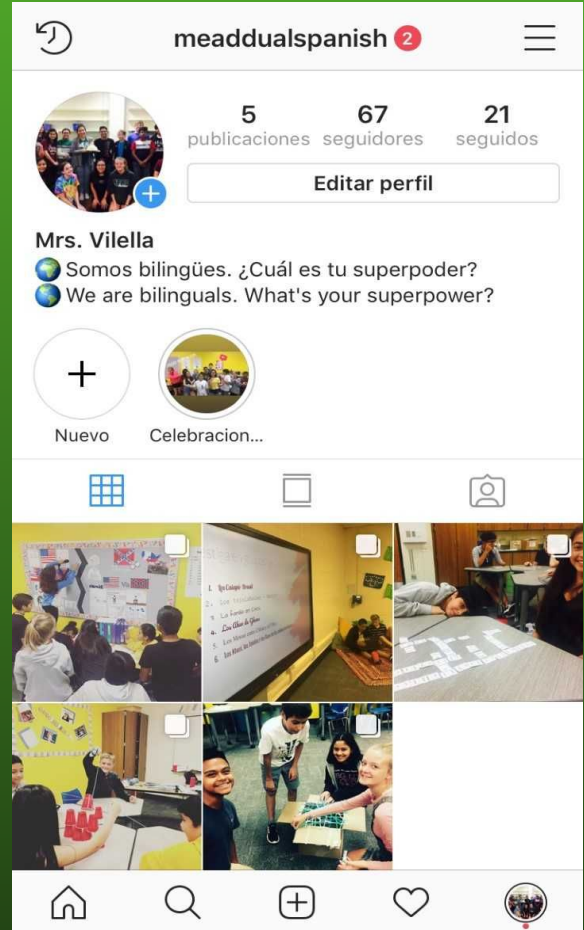 meaddualspanish 2
5 67 21
publicaciones seguidores seguidos
Editar perfil
Mrs. Vilella
Somos bilingües. ¿Cuál es tu superpoder?
We are bilinguals. What's your superpower?
Nuevo Celebracion...